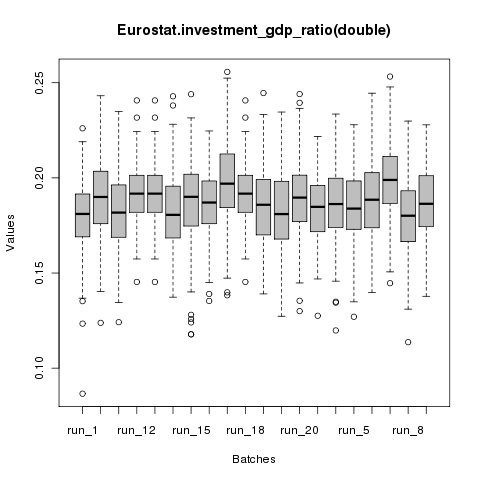 Eurostat.investment_gdp_ratio(double)
Values
0.25
0.20
0.15
0.10
run_1 run_12 run_15 run_18 run_20 run_5 run_8
Batches